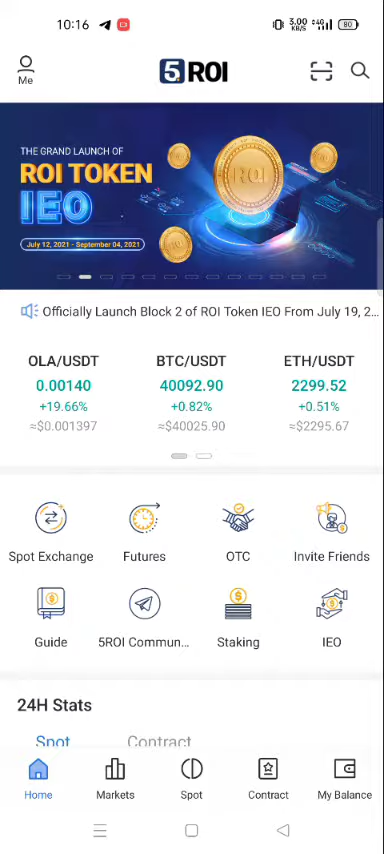 10:16
3.00 KB/S
4G
80
Me
5 ROI
THE GRAND LAUNCH OF
ROI TOKEN
IEO
July 12, 2021 - September 04, 2021
ROI
Officially Launch Block 2 of ROI Token IEO From July 19, 2...
OLA/USDT BTC/USDT ETH/USDT
0.00140 40092.90 2299.52
+19.66% +0.82% +0.51%
≈$0.001397 ≈$40025.90 ≈$2295.67
Spot Exchange Futures OTC Invite Friends
Guide 5ROI Commun... Staking IEO
24H Stats
Spot Contract
Home Markets Spot Contract My Balance